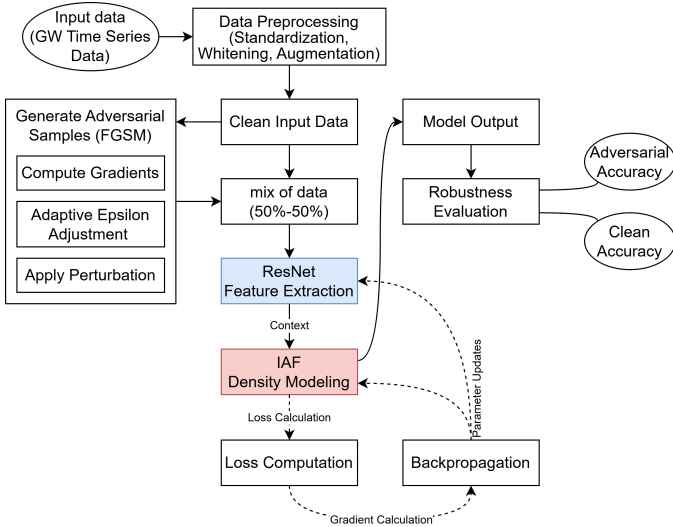 Input data
(GW Time Series
Data)
Data Preprocessing
(Standardization,
Whitening, Augmentation)
Generate Adversarial
Samples (FGSM)
Compute Gradients
Adaptive Epsilon
Adjustment
Apply Perturbation
Clean Input Data
mix of data
(50%-50%)
ResNet
Feature Extraction
Context
IAF
Density Modeling
Loss Calculation
Loss Computation
Gradient Calculation
Backpropagation
Parameter Updates
Model Output
Robustness
Evaluation
Adversarial
Accuracy
Clean
Accuracy